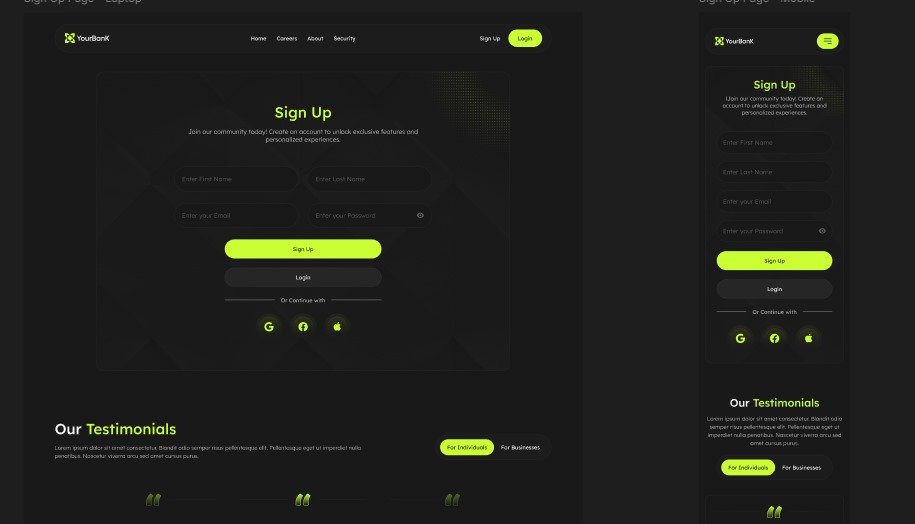 Sign Up Page - Laptop
YourBanK
Home Careers About Security
Sign Up
Login
Sign Up
Join our community today! Create an account to unlock exclusive features and
personalized experiences.
Enter First Name
Enter Last Name
Enter your Email
Enter your Password
Sign Up
Login
Or Continue with
Our Testimonials
Lorem ipsum dolor sit amet consectetur. Blandit odio semper risus pellentesque elit. Pellentesque eget ut imperdiet nulla
penatibus. Nascetur viverra arcu sed amet cursus purus.
For Individuals
For Businesses
Sign Up Page - Mobile
YourBanK
Sign Up
Join our community today! Create an
account to unlock exclusive features and
personalized experiences.
Enter First Name
Enter Last Name
Enter your Email
Enter your Password
Sign Up
Login
Or Continue with
Our Testimonials
Lorem ipsum dolor sit amet consectetur. Blandit odio
semper risus pellentesque elit. Pellentesque eget ut
imperdiet nulla penatibus. Nascetur viverra arcu sed
amet cursus purus.
For Individuals
For Businesses